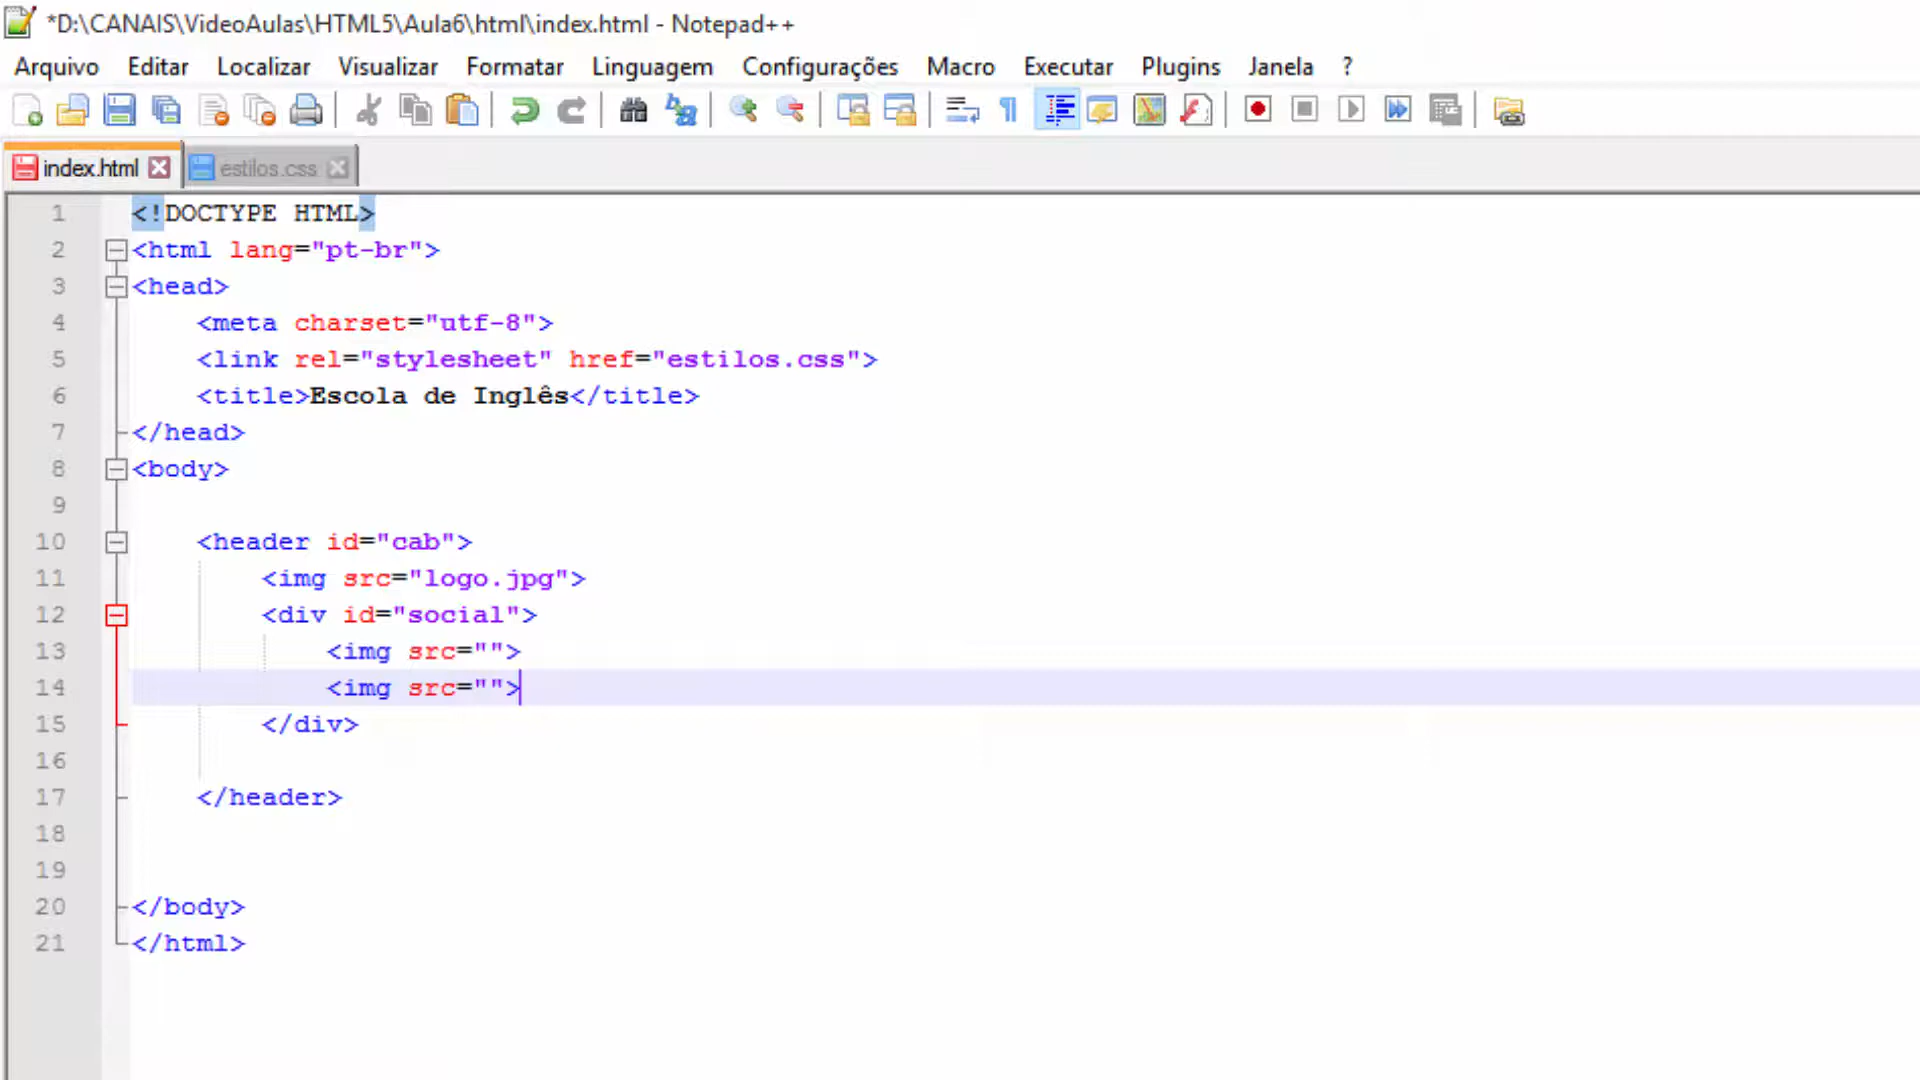 *D:\CANAIS\VideoAulas\HTML5\Aula6\html\index.html - Notepad++
Arquivo Editar Localizar Visualizar Formatar Linguagem Configurações Macro Executar Plugins Janela ?
index.html estilos.css
1 <!DOCTYPE HTML>
2 <html lang="pt-br">
3 <head>
4 <meta charset="utf-8">
5 <link rel="stylesheet" href="estilos.css">
6 <title>Escola de Inglês</title>
7 </head>
8 <body>
9
10 <header id="cab">
11 <img src="logo.jpg">
12 <div id="social">
13 <img src="">
14 <img src="">
15 </div>
16
17 </header>
18
19
20 </body>
21 </html>